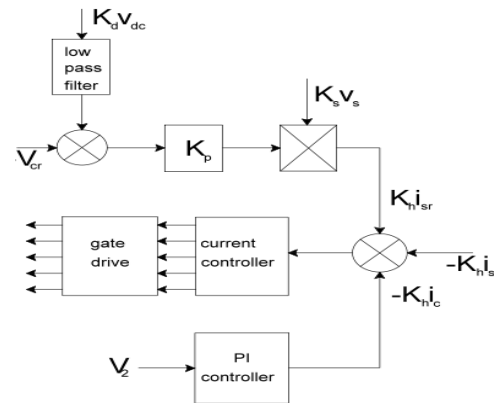 K_d v_dc
low
pass
filter
V_cr
K_p
K_s v_s
K_h i_sr
gate
drive
current
controller
-K_h i_s
-K_h i_c
V_2
PI
controller